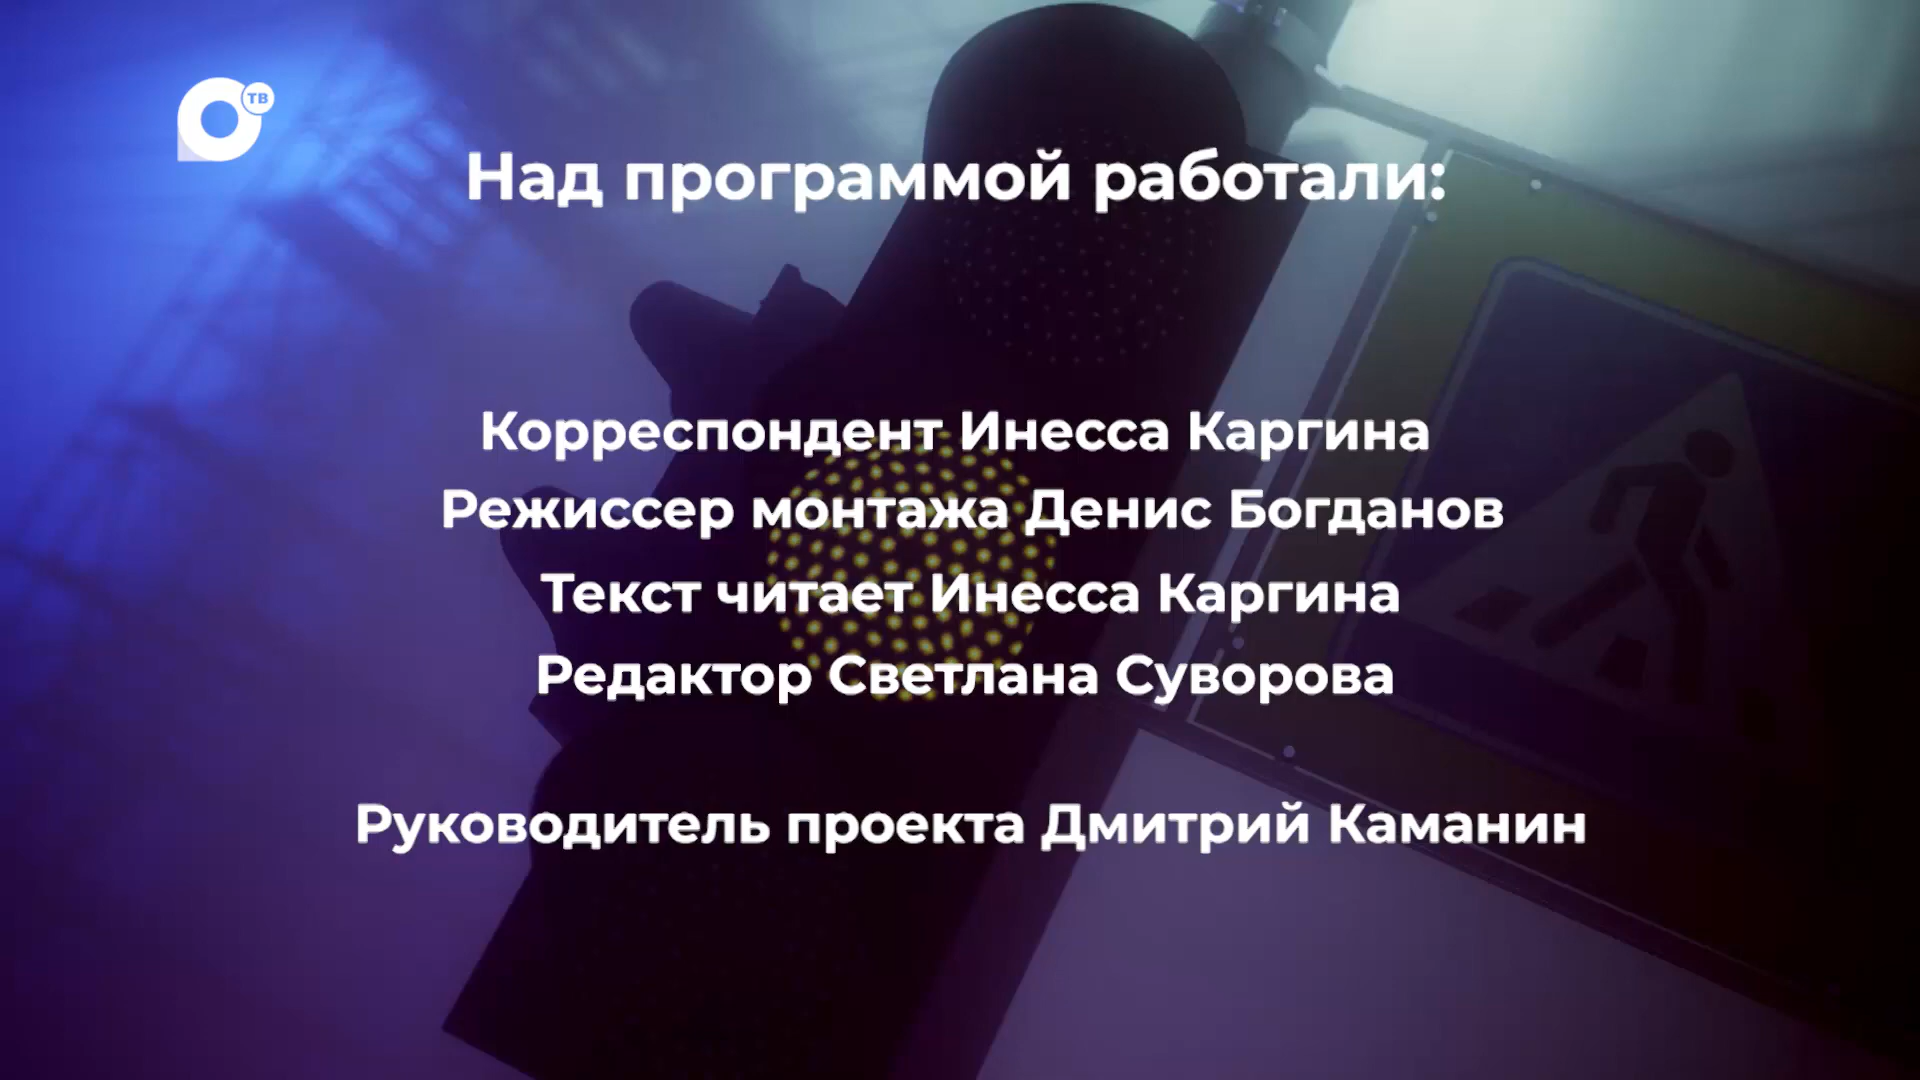 ТВ
Над программой работали:
Корреспондент Инесса Каргина
Режиссер монтажа Денис Богданов
Текст читает Инесса Каргина
Редактор Светлана Суворова
Руководитель проекта Дмитрий Каманин